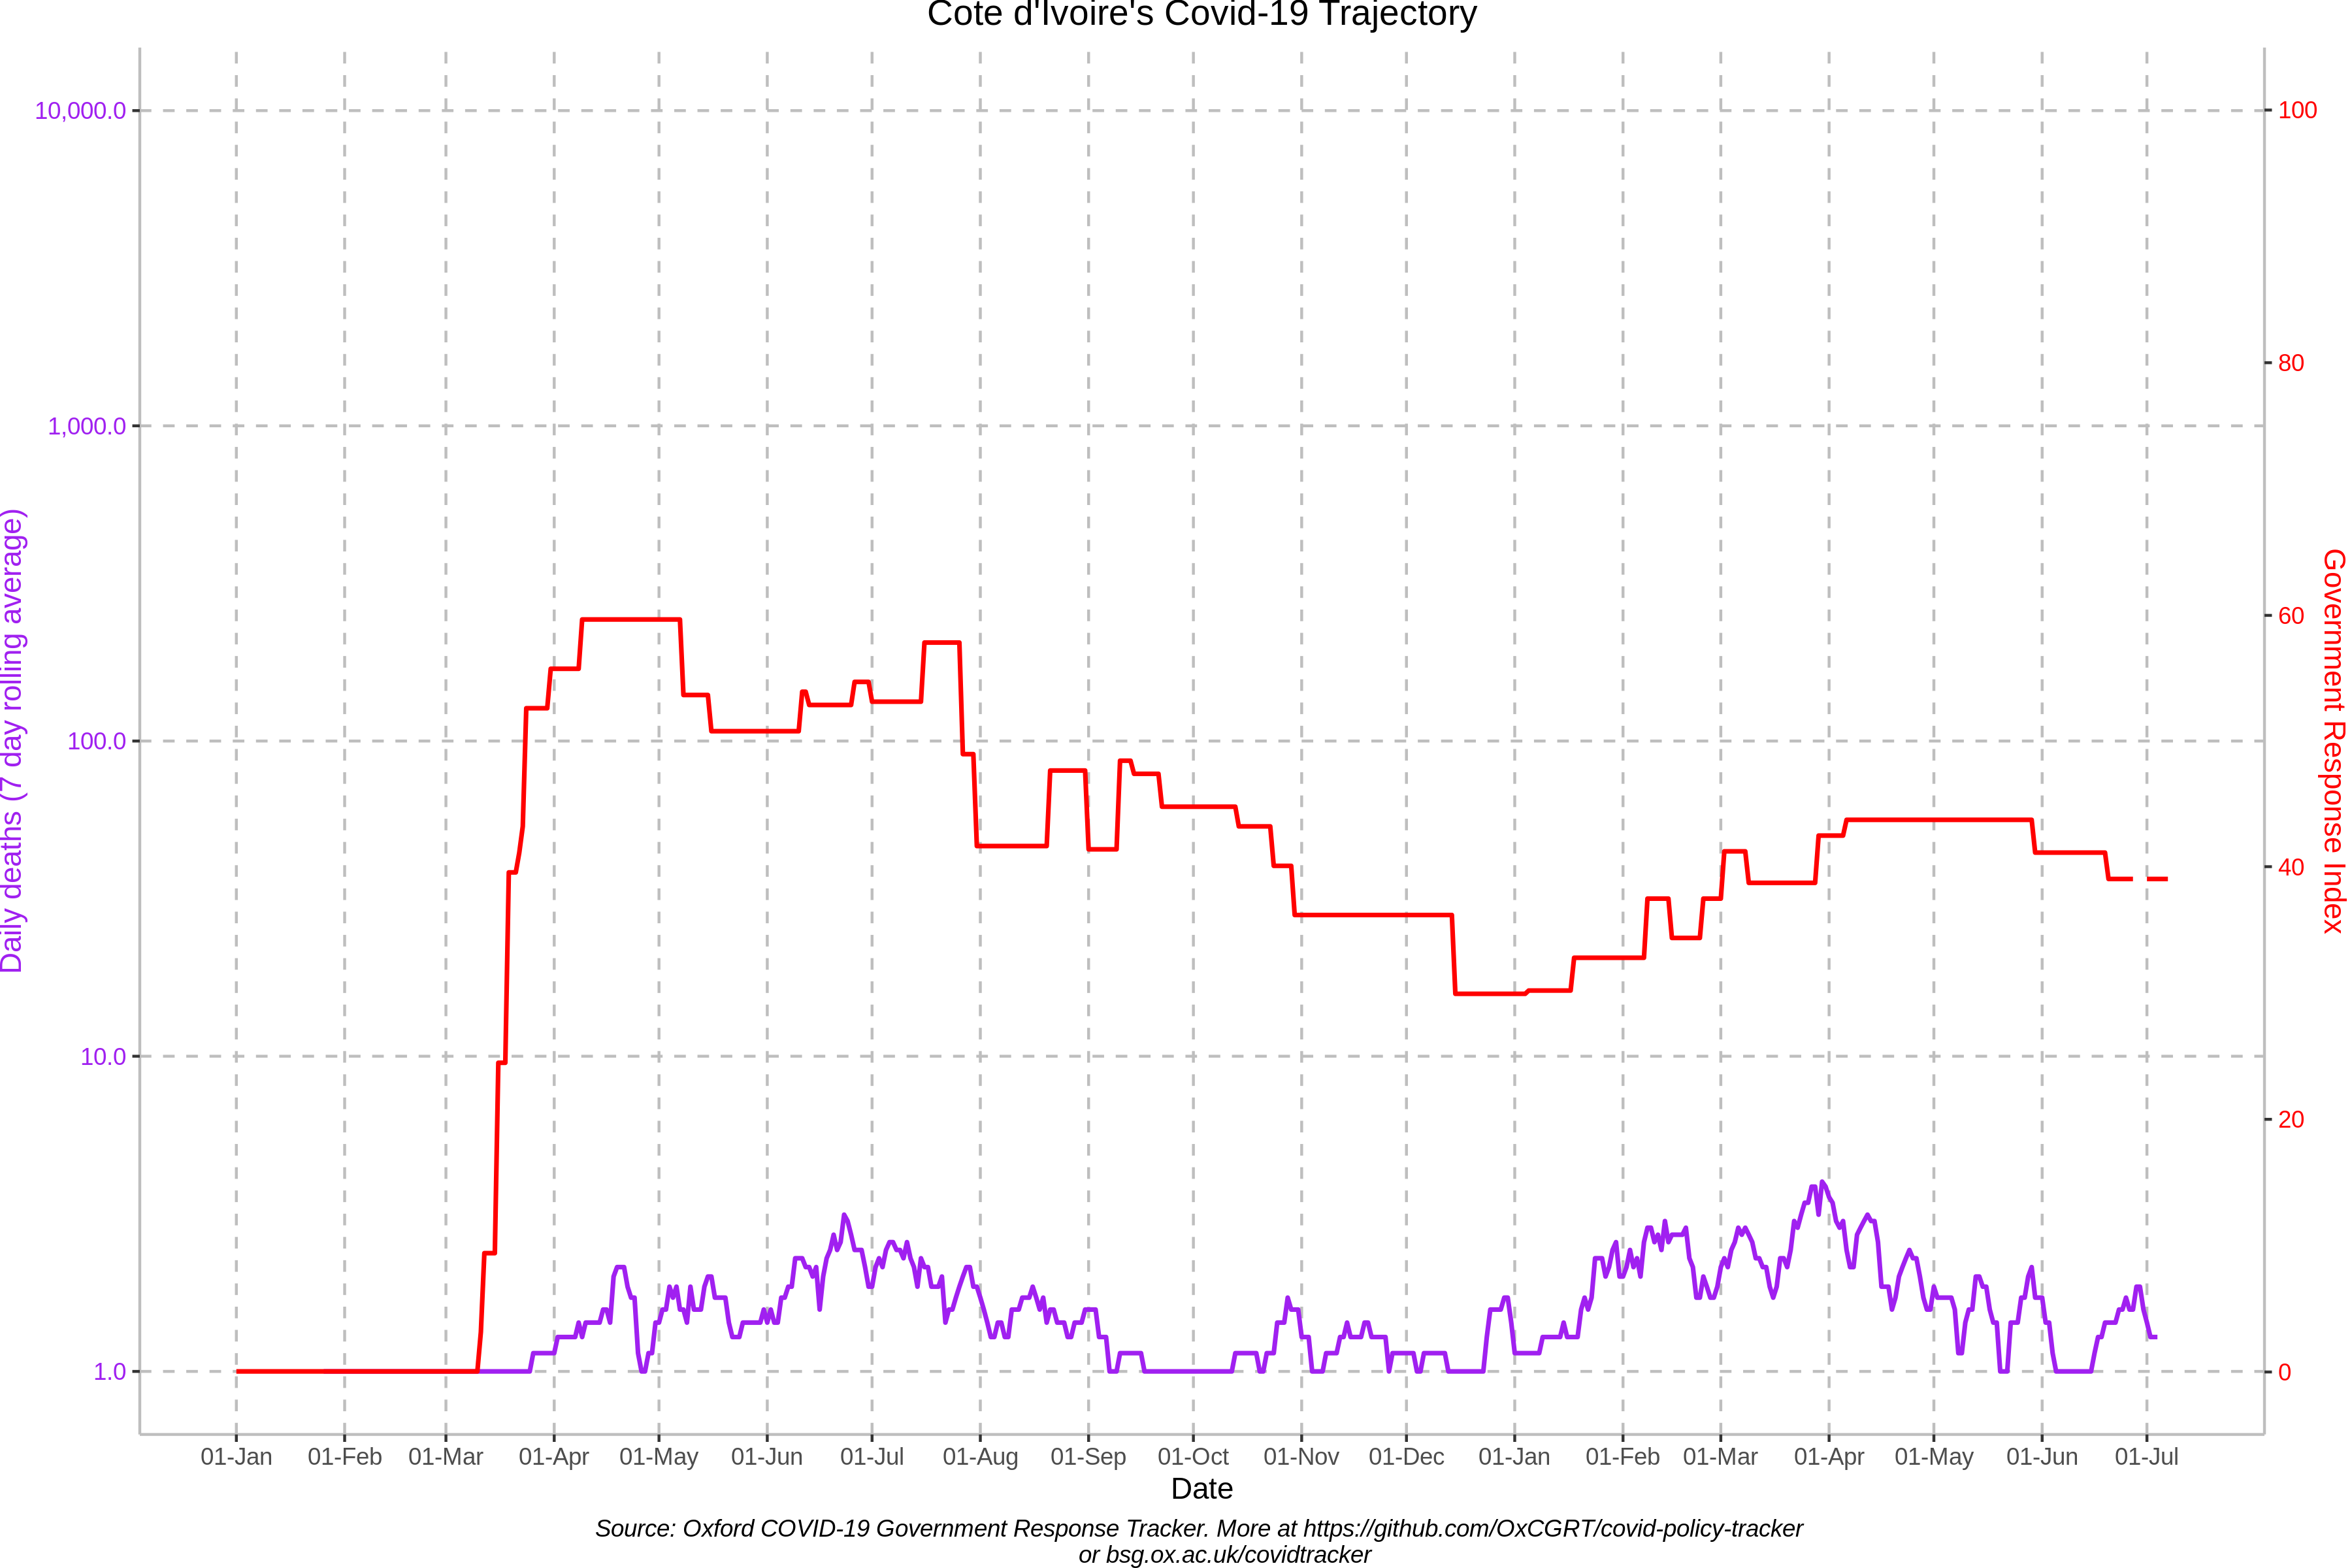 Cote d'Ivoire's Covid-19 Trajectory
10,000.0
1,000.0
100.0
10.0
1.0
Daily deaths (7 day rolling average)
100
80
60
40
20
0
Government Response Index
01-Jan 01-Feb 01-Mar 01-Apr 01-May 01-Jun 01-Jul 01-Aug 01-Sep 01-Oct 01-Nov 01-Dec 01-Jan 01-Feb 01-Mar 01-Apr 01-May 01-Jun 01-Jul
Date
Source: Oxford COVID-19 Government Response Tracker. More at https://github.com/OxCGRT/covid-policy-tracker
or bsg.ox.ac.uk/covidtracker